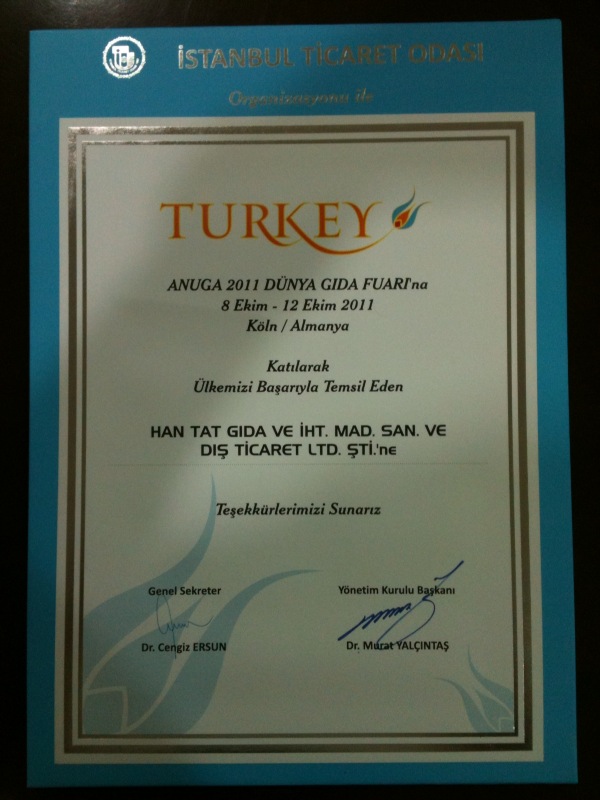 İSTANBUL TİCARET ODASI
Organizasyonu ile
TURKEY
ANUGA 2011 DÜNYA GIDA FUARI'na
8 Ekim - 12 Ekim 2011
Köln / Almanya
Katılarak
Ülkemizi Başarıyla Temsil Eden
HAN TAT GIDA VE İHT. MAD. SAN. VE
DIŞ TİCARET LTD. ŞTİ.'ne
Teşekkürlerimizi Sunarız
Genel Sekreter
Dr. Cengiz ERSUN
Yönetim Kurulu Başkanı
Dr. Murat YALÇINTAŞ